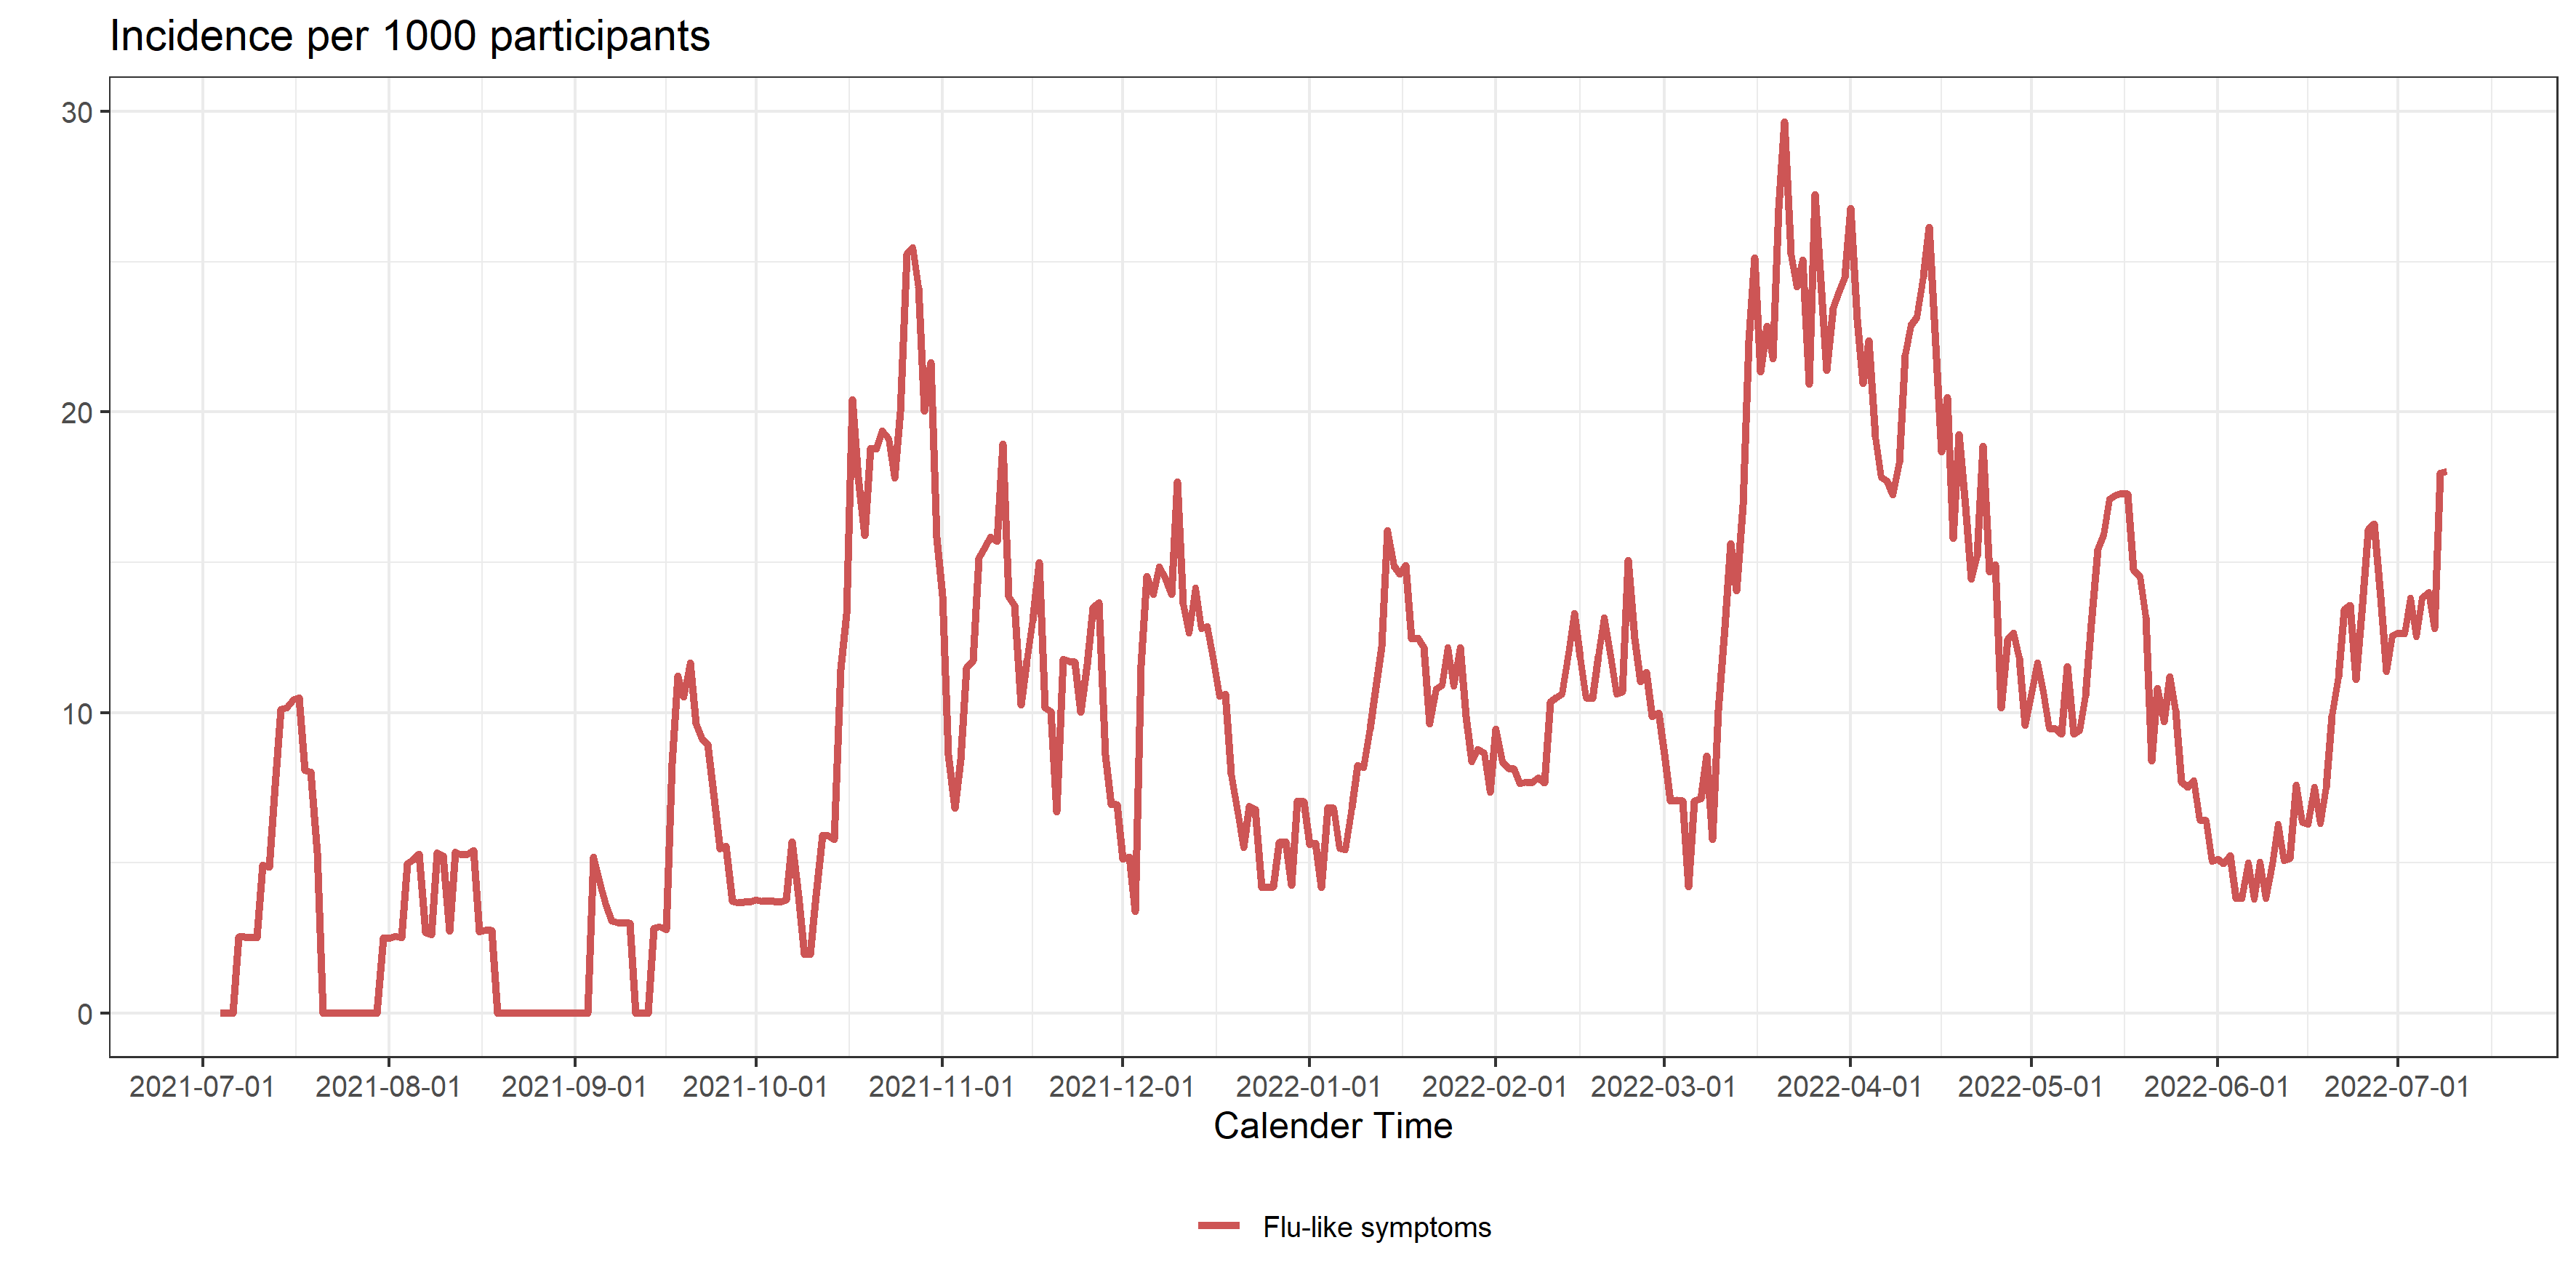 Incidence per 1000 participants
30
20
10
0
2021-07-01 2021-08-01 2021-09-01 2021-10-01 2021-11-01 2021-12-01 2022-01-01 2022-02-01 2022-03-01 2022-04-01 2022-05-01 2022-06-01 2022-07-01
Calender Time
Flu-like symptoms